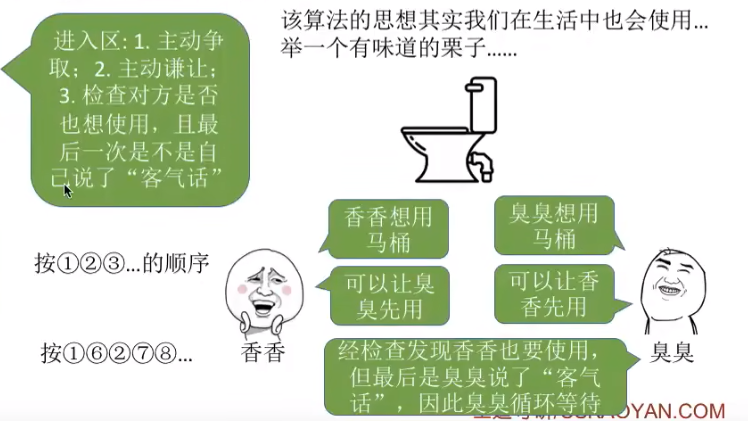 该算法的思想其实我们在生活中也会使用...
举一个有味道的栗子......
进入区: 1. 主动争
取；2. 主动谦让；
3. 检查对方是否
也想使用，且最
后一次是不是自
己说了“客气话”
香香想用
马桶
臭臭想用
马桶
按①②③...的顺序
可以让臭
臭先用
可以让香
香先用
按①⑥②⑦⑧...
香香
臭臭
经检查发现香香也要使用，
但最后是臭臭说了“客气
话”，因此臭臭循环等待
KAOYAN.COM